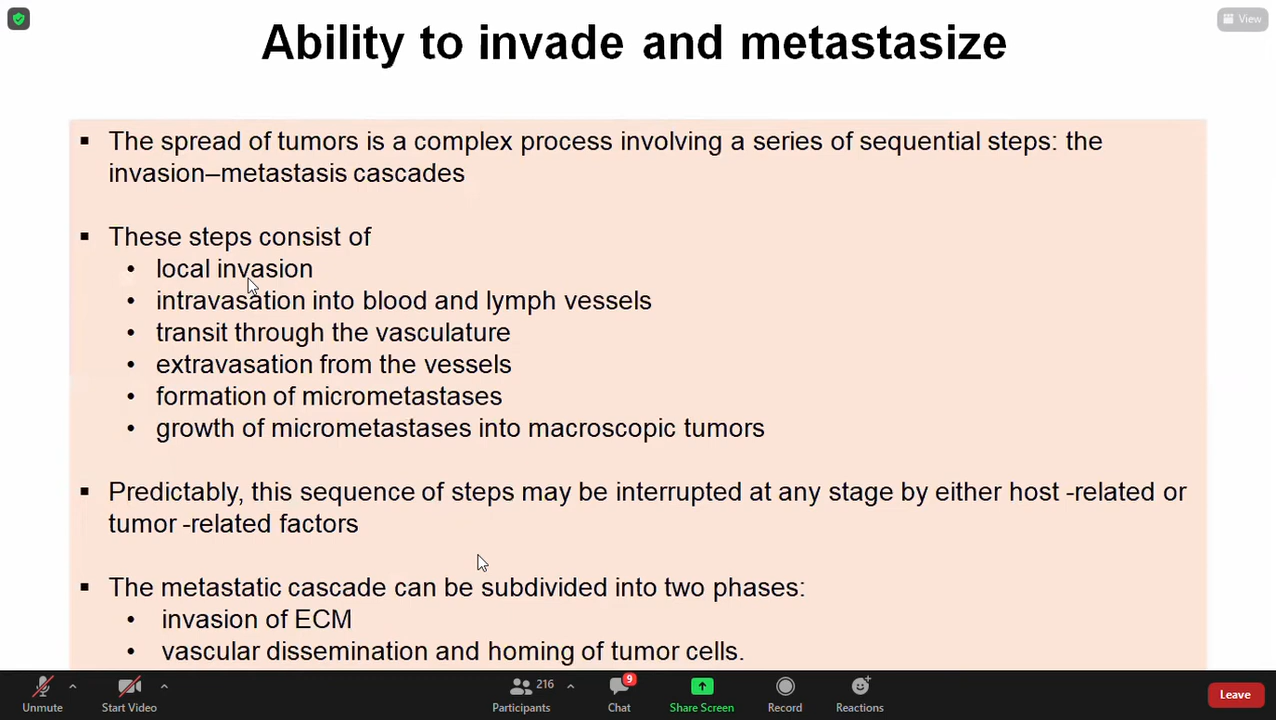 View
Ability to invade and metastasize
▪ The spread of tumors is a complex process involving a series of sequential steps: the
invasion–metastasis cascades
▪ These steps consist of
• local invasion
• intravasation into blood and lymph vessels
• transit through the vasculature
• extravasation from the vessels
• formation of micrometastases
• growth of micrometastases into macroscopic tumors
▪ Predictably, this sequence of steps may be interrupted at any stage by either host -related or
tumor -related factors
▪ The metastatic cascade can be subdivided into two phases:
• invasion of ECM
• vascular dissemination and homing of tumor cells.
216
9
Unmute
Start Video
Participants
Chat
Share Screen
Record
Reactions
Leave